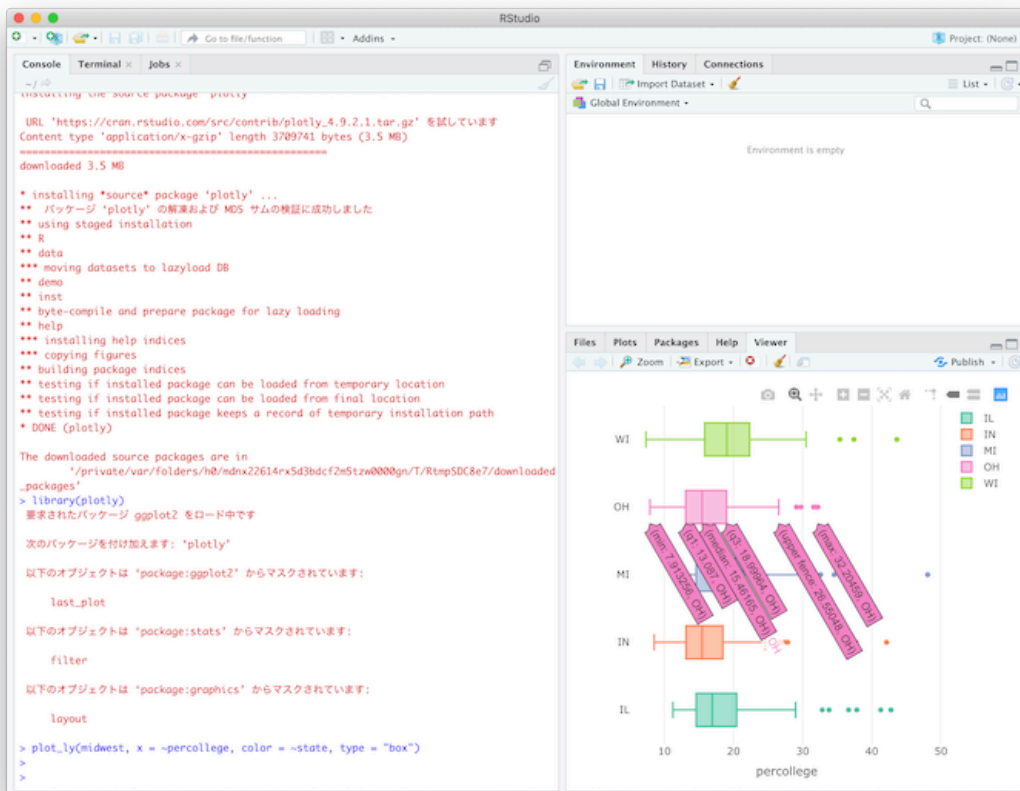 RStudio
Go to file/function
Addins
Project: (None)
Console Terminal Jobs
~/
installing the source package 'plotly'
URL 'https://cran.rstudio.com/src/contrib/plotly_4.9.2.1.tar.gz' を試しています
Content type 'application/x-gzip' length 3709741 bytes (3.5 MB)
==================================================
downloaded 3.5 MB
* installing *source* package 'plotly' ...
** パッケージ 'plotly' の解凍および MD5 サムの検証に成功しました
** using staged installation
** R
** data
*** moving datasets to lazyload DB
** demo
** inst
** byte-compile and prepare package for lazy loading
** help
*** installing help indices
*** copying figures
** building package indices
** testing if installed package can be loaded from temporary location
** testing if installed package can be loaded from final location
** testing if installed package keeps a record of temporary installation path
* DONE (plotly)
The downloaded source packages are in
'/private/var/folders/h0/mdnx22614rx5d3bdcf2m5tzw0000gn/T/RtmpSDC8e7/downloaded
_packages'
> library(plotly)
要求されたパッケージ ggplot2 をロード中です
次のパッケージを付け加えます: 'plotly'
以下のオブジェクトは 'package:ggplot2' からマスクされています:
last_plot
以下のオブジェクトは 'package:stats' からマスクされています:
filter
以下のオブジェクトは 'package:graphics' からマスクされています:
layout
> plot_ly(midwest, x = ~percollege, color = ~state, type = "box")
>
>
Environment History Connections
Import Dataset
List
Global Environment
Environment is empty
Files Plots Packages Help Viewer
Zoom Export Publish
WI
OH
MI
IN
IL
(min: 7.913256, OH)
(q1: 13.087, OH)
(median: 15.46165, OH)
(q3: 18.99964, OH)
(upper fence: 26.55048, OH)
(max: 32.20459, OH)
OH
10 20 30 40 50
percollege
IL
IN
MI
OH
WI